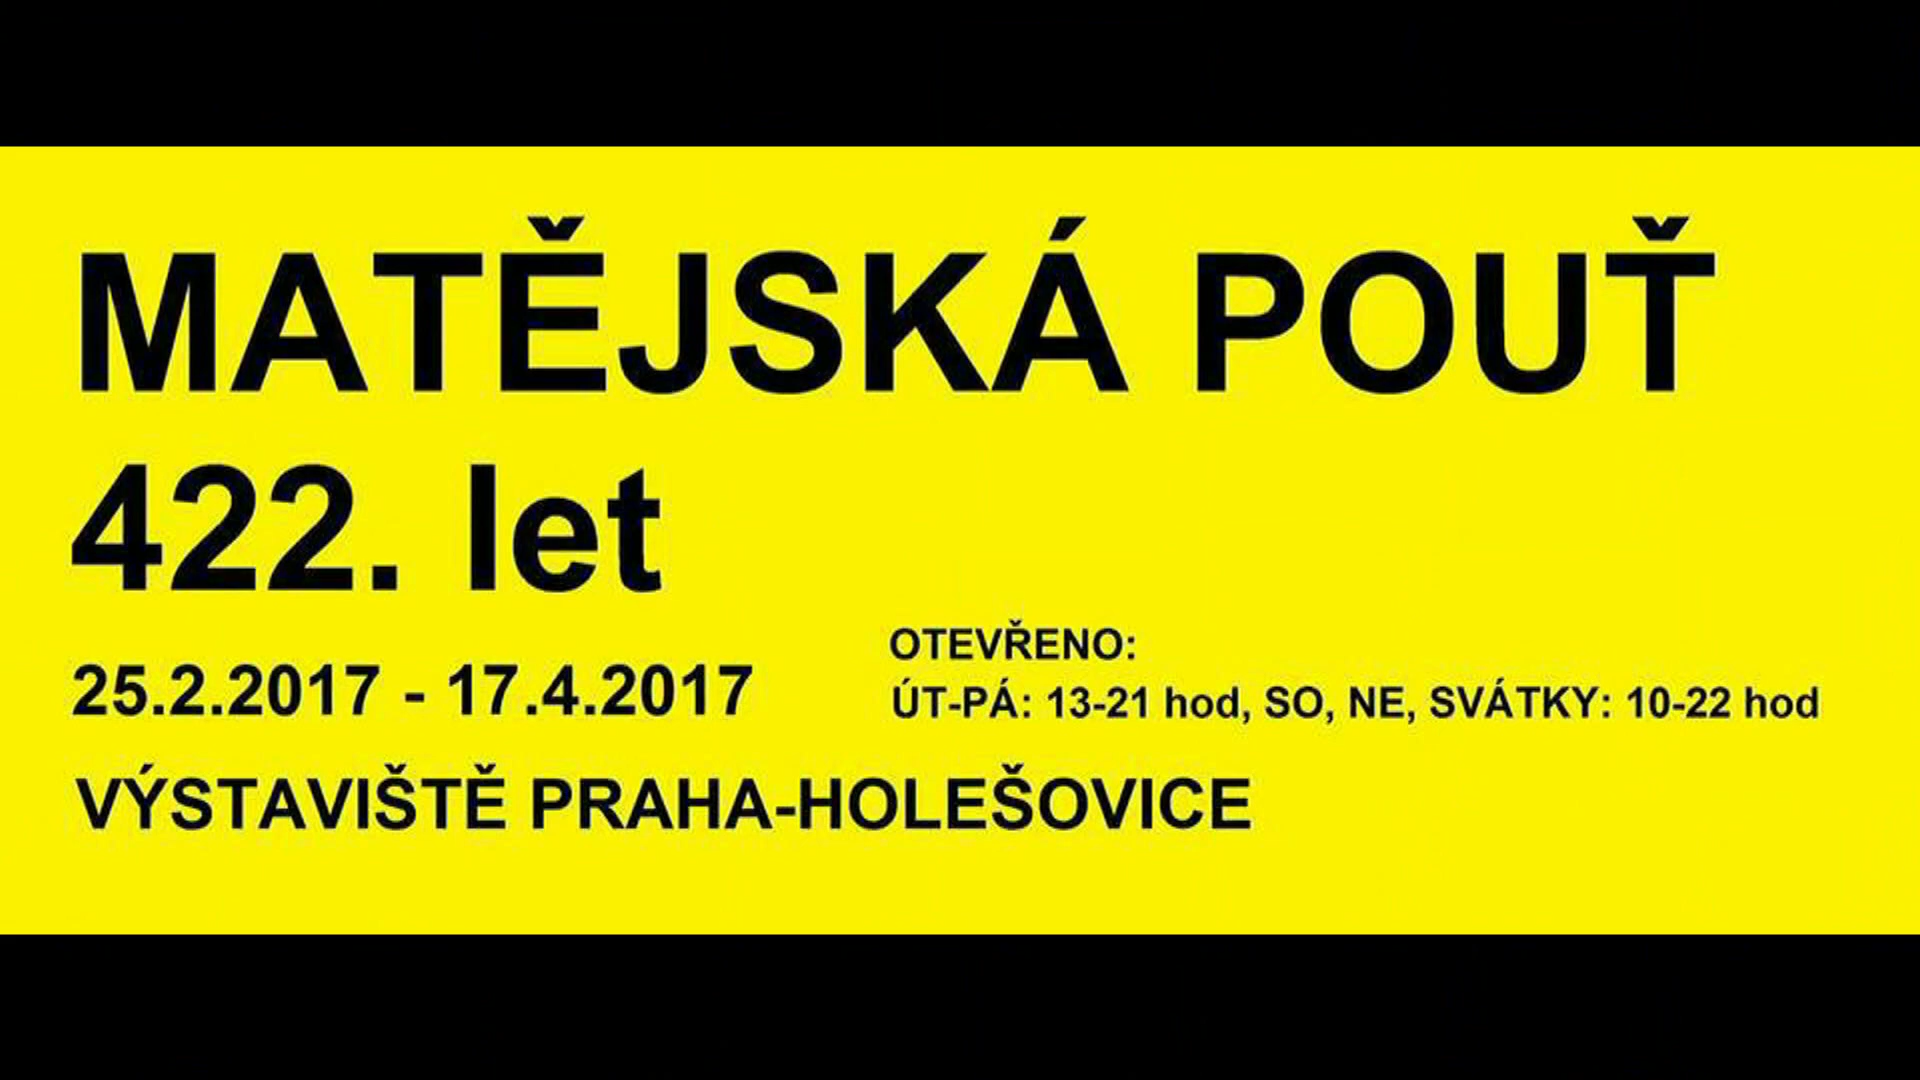 MATĚJSKÁ POUŤ
422. let
25.2.2017 - 17.4.2017
OTEVŘENO:
ÚT-PÁ: 13-21 hod, SO, NE, SVÁTKY: 10-22 hod
VÝSTAVIŠTĚ PRAHA-HOLEŠOVICE